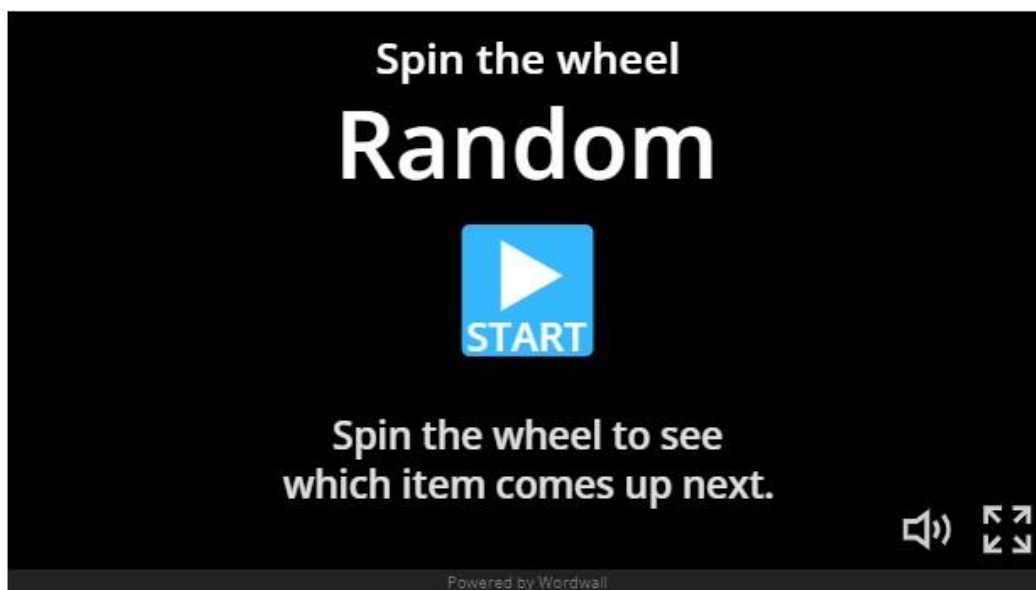 Spin the wheel
Random
START
Spin the wheel to see
which item comes up next.
Powered by Wordwall